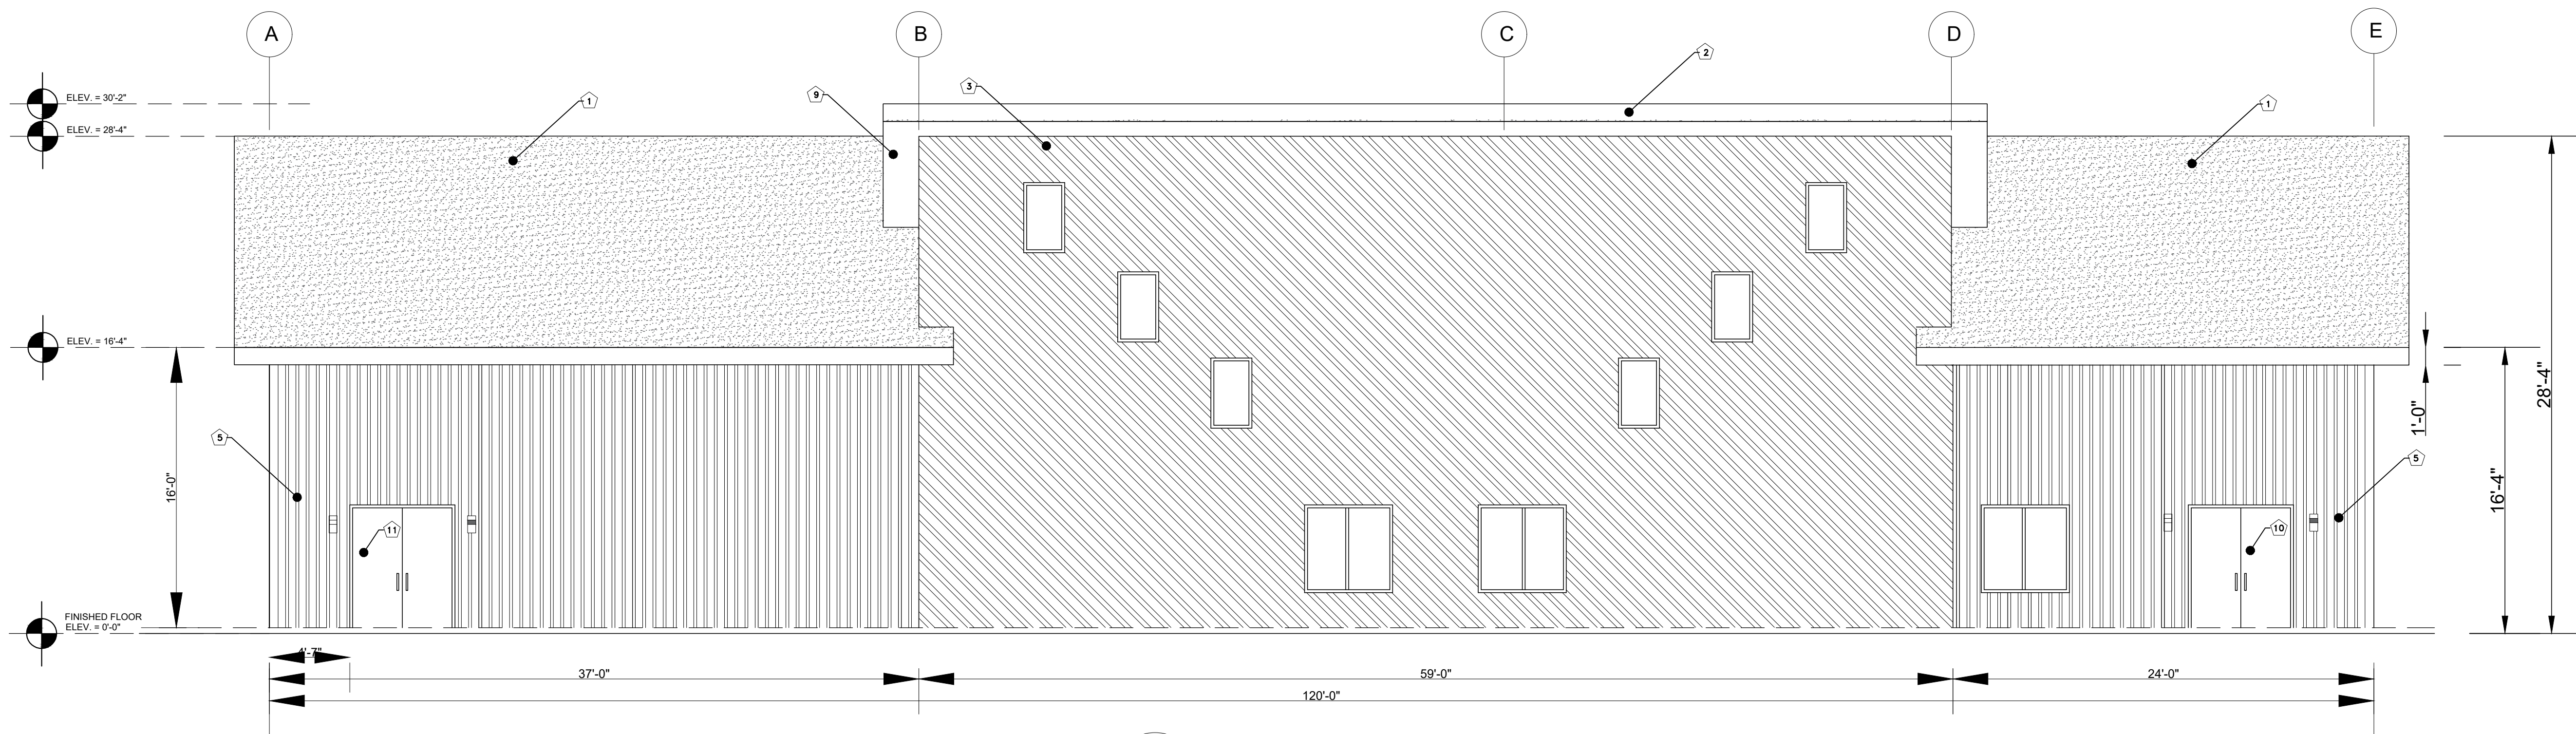 A
B
C
D
E
2
1
9
3
1
ELEV. = 30'-2"
ELEV. = 28'-4"
ELEV. = 16'-4"
5
5
16'-0"
11
10
1'-0"
16'-4"
28'-4"
FINISHED FLOOR
ELEV. = 0'-0"
4'-7"
37'-0"
59'-0"
24'-0"
120'-0"